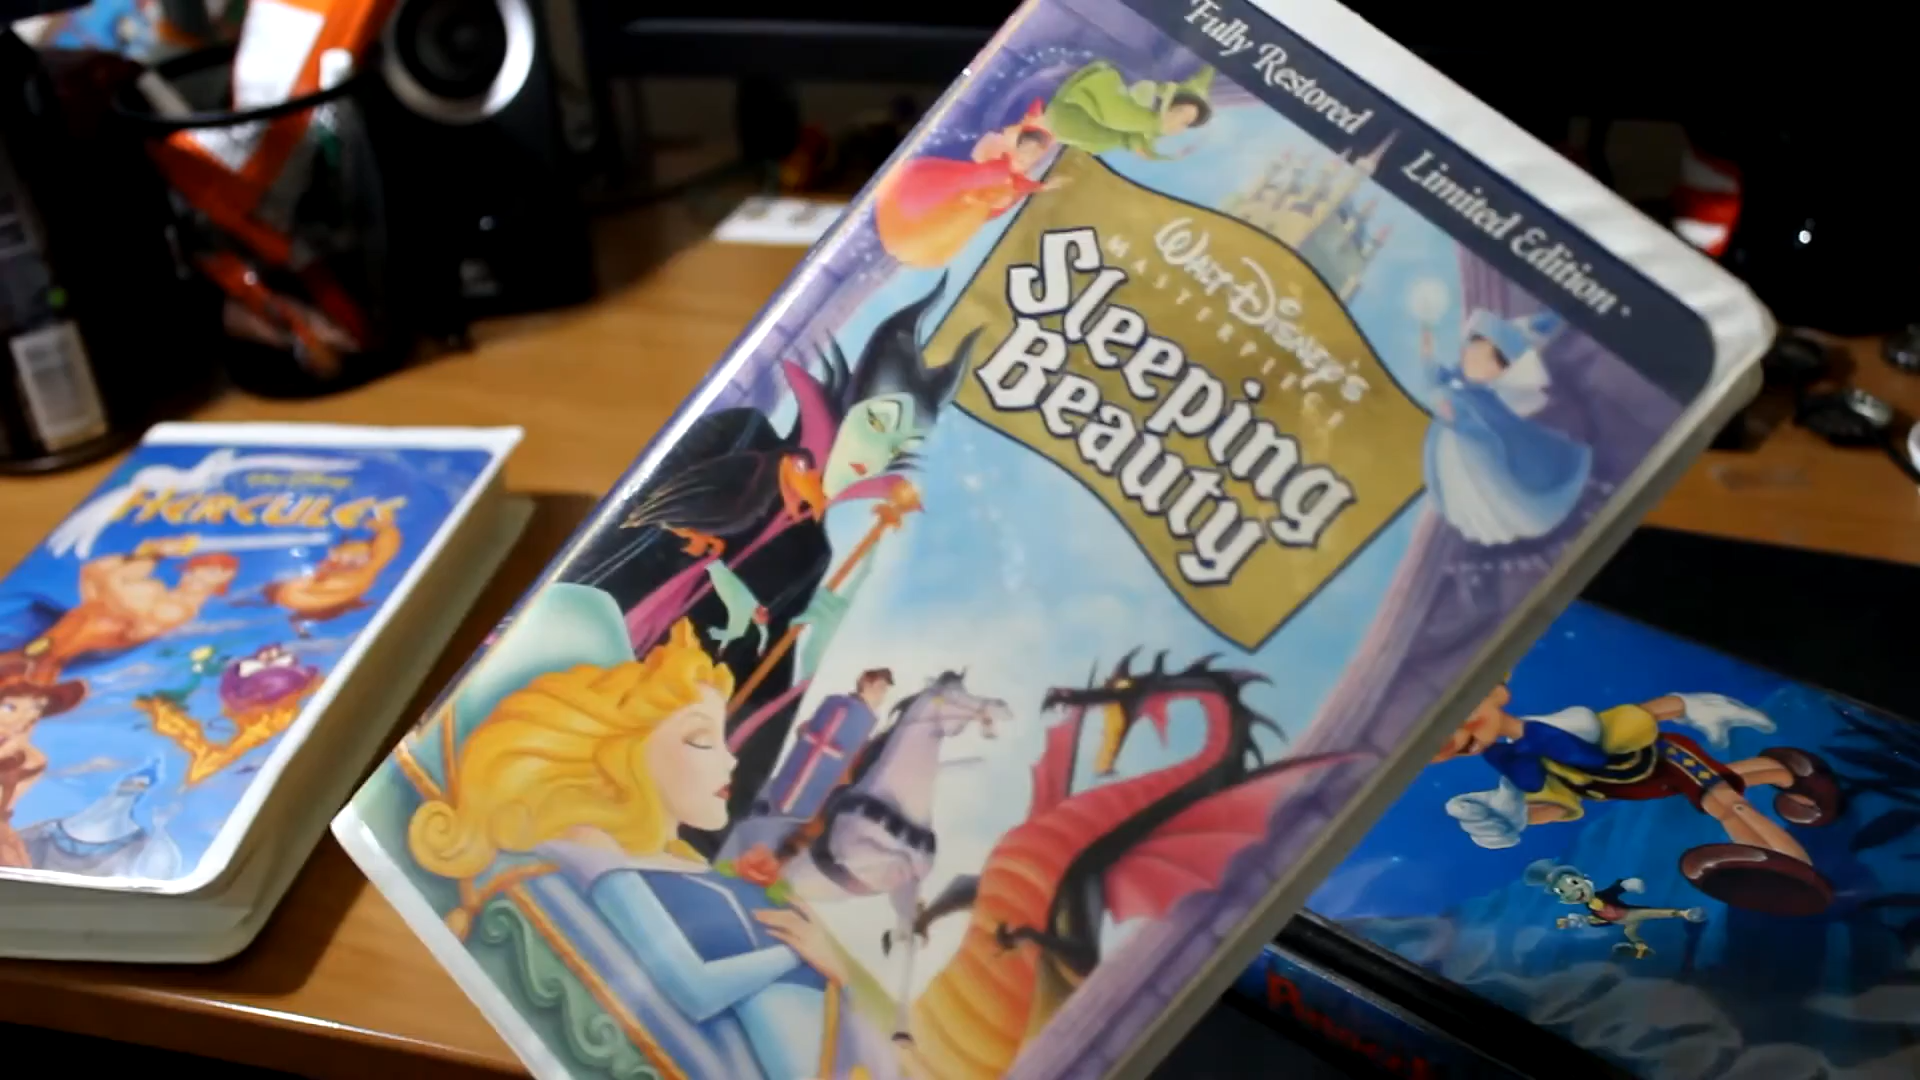 Fully Restored Limited Edition
WALT DISNEY'S
MASTERPIECE
Sleeping
Beauty
HERCULES